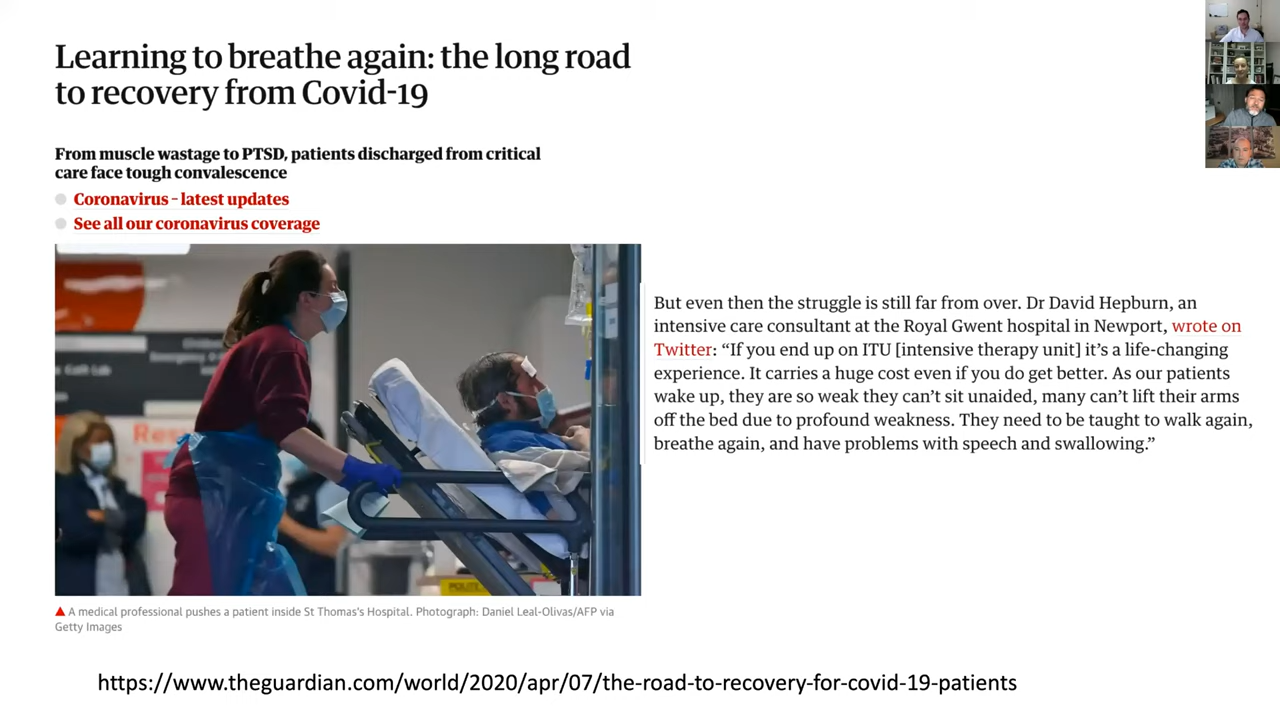 Learning to breathe again: the long road
to recovery from Covid-19
From muscle wastage to PTSD, patients discharged from critical
care face tough convalescence
Coronavirus – latest updates
See all our coronavirus coverage
But even then the struggle is still far from over. Dr David Hepburn, an
intensive care consultant at the Royal Gwent hospital in Newport, wrote on
Twitter: “If you end up on ITU [intensive therapy unit] it’s a life-changing
experience. It carries a huge cost even if you do get better. As our patients
wake up, they are so weak they can’t sit unaided, many can’t lift their arms
off the bed due to profound weakness. They need to be taught to walk again,
breathe again, and have problems with speech and swallowing.”
A medical professional pushes a patient inside St Thomas's Hospital. Photograph: Daniel Leal-Olivas/AFP via
Getty Images
https://www.theguardian.com/world/2020/apr/07/the-road-to-recovery-for-covid-19-patients